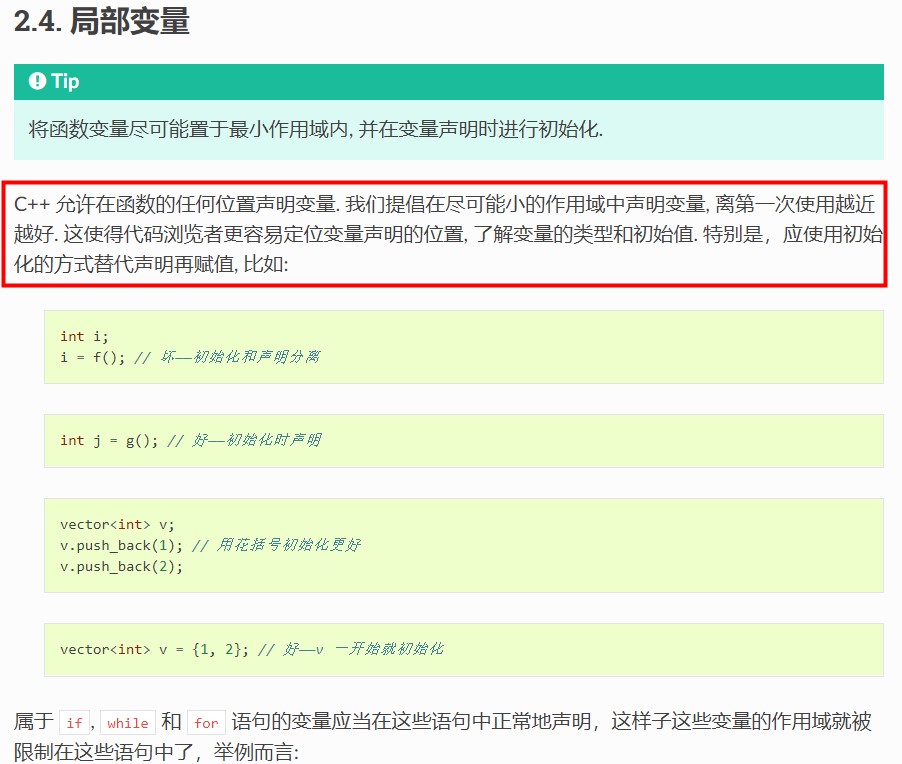 2.4. 局部变量
Tip
将函数变量尽可能置于最小作用域内, 并在变量声明时进行初始化.
C++ 允许在函数的任何位置声明变量. 我们提倡在尽可能小的作用域中声明变量, 离第一次使用越近
越好. 这使得代码浏览者更容易定位变量声明的位置, 了解变量的类型和初始值. 特别是，应使用初始
化的方式替代声明再赋值, 比如:
int i;
i = f(); // 坏——初始化和声明分离
int j = g(); // 好——初始化时声明
vector<int> v;
v.push_back(1); // 用花括号初始化更好
v.push_back(2);
vector<int> v = {1, 2}; // 好——v 一开始就初始化
属于 if, while 和 for 语句的变量应当在这些语句中正常地声明，这样子这些变量的作用域就被
限制在这些语句中了，举例而言: